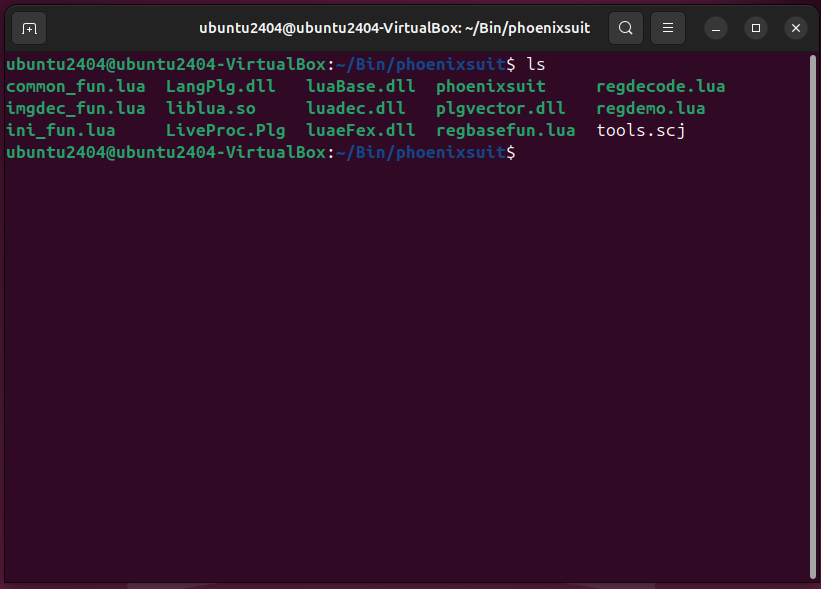 ubuntu2404@ubuntu2404-VirtualBox: ~/Bin/phoenixsuit
ubuntu2404@ubuntu2404-VirtualBox:~/Bin/phoenixsuit$ ls
common_fun.lua  LangPlg.dll   luaBase.dll  phoenixsuit     regdecode.lua
imgdec_fun.lua  liblua.so     luadec.dll   plgvector.dll   regdemo.lua
ini_fun.lua     LiveProc.Plg  luaeFex.dll  regbasefun.lua  tools.scj
ubuntu2404@ubuntu2404-VirtualBox:~/Bin/phoenixsuit$